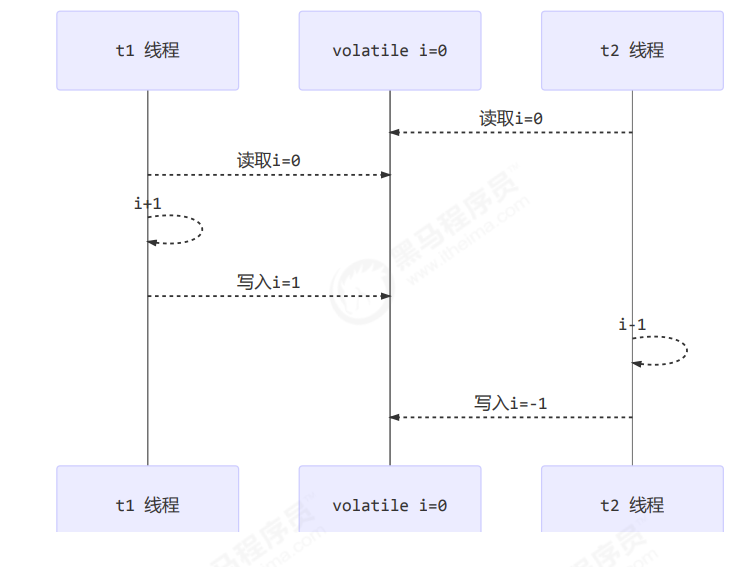 t1 线程
volatile i=0
t2 线程
读取i=0
读取i=0
i+1
写入i=1
i-1
写入i=-1
t1 线程
volatile i=0
t2 线程
黑马程序员
www.itheima.com